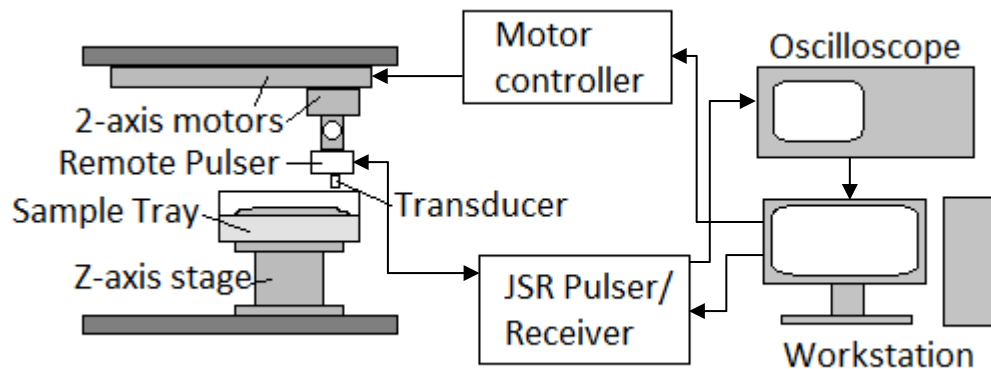 Motor
controller
Oscilloscope
2-axis motors
Remote Pulser
Transducer
Sample Tray
Z-axis stage
JSR Pulser/
Receiver
Workstation